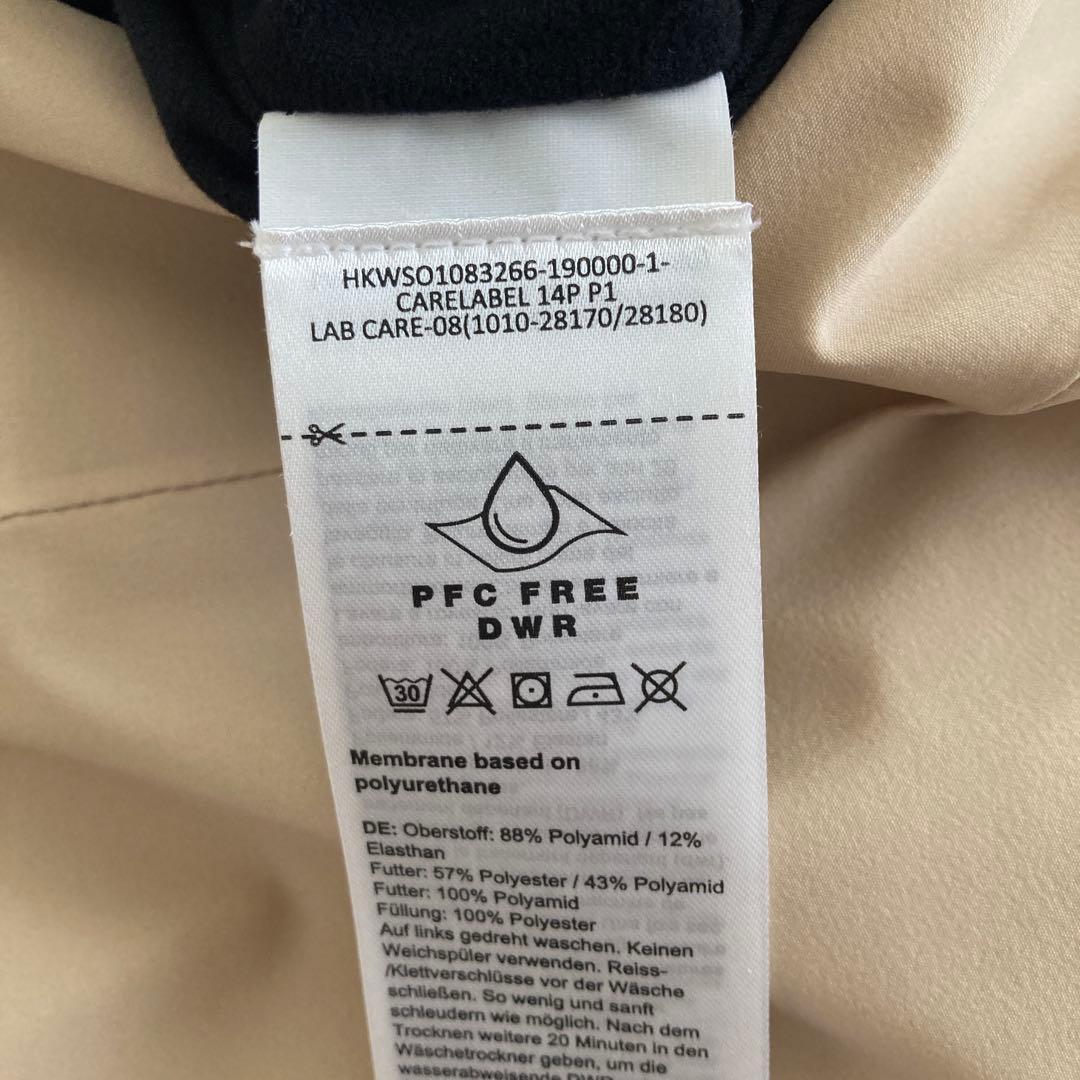 HKWSO1083266-190000-1-
CARELABEL 14P P1
LAB CARE-08(1010-28170/28180)
PFC FREE
DWR
30
Membrane based on
polyurethane
DE: Oberstoff: 88% Polyamid / 12%
Elasthan
Futter: 57% Polyester / 43% Polyamid
Futter: 100% Polyamid
Füllung: 100% Polyester
Auf links gedreht waschen. Keinen
Weichspüler verwenden. Reiss-
/Klettverschlüsse vor der Wäsche
schließen. So wenig und sanft
schleudern wie möglich. Nach dem
Trocknen weitere 20 Minuten in den
Wäschetrockner geben, um die
wasserabweisende DWR